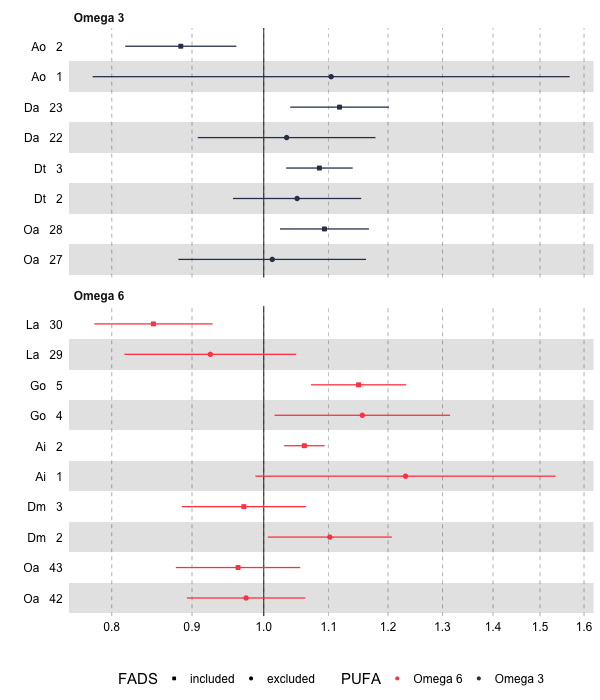 Omega 3
Ao 2
Ao 1
Da 23
Da 22
Dt 3
Dt 2
Oa 28
Oa 27
Omega 6
La 30
La 29
Go 5
Go 4
Ai 2
Ai 1
Dm 3
Dm 2
Oa 43
Oa 42
0.8 0.9 1.0 1.1 1.2 1.3 1.4 1.5 1.6
FADS included excluded PUFA Omega 6 Omega 3